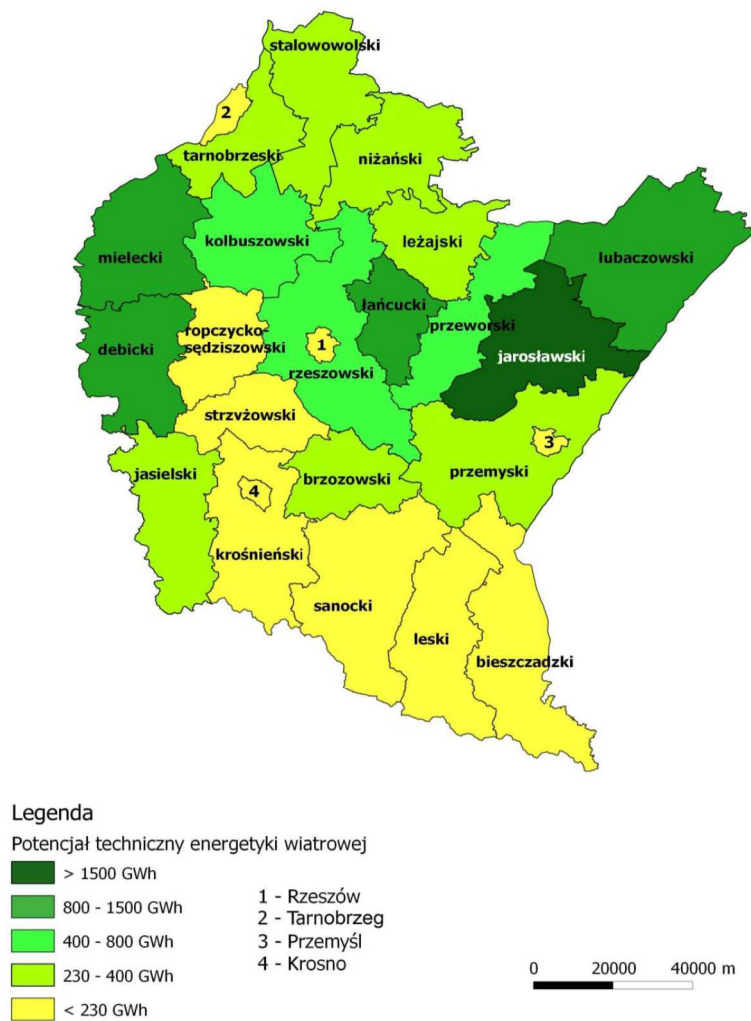 stalowowolski
2
tarnobrzeski
niżański
kolbuszowski
leżajski
mielecki
lubaczowski
łańcucki
ropczycko-
sędziszowski
przeworski
debicki
1
jarosławski
rzeszowski
strzyżowski
3
jasielski
brzozowski
przemyski
4
krośnieński
sanocki
leski
bieszczadzki
Legenda
Potencjał techniczny energetyki wiatrowej
> 1500 GWh
800 - 1500 GWh
400 - 800 GWh
230 - 400 GWh
< 230 GWh
1 - Rzeszów
2 - Tarnobrzeg
3 - Przemyśl
4 - Krosno
0 20000 40000 m